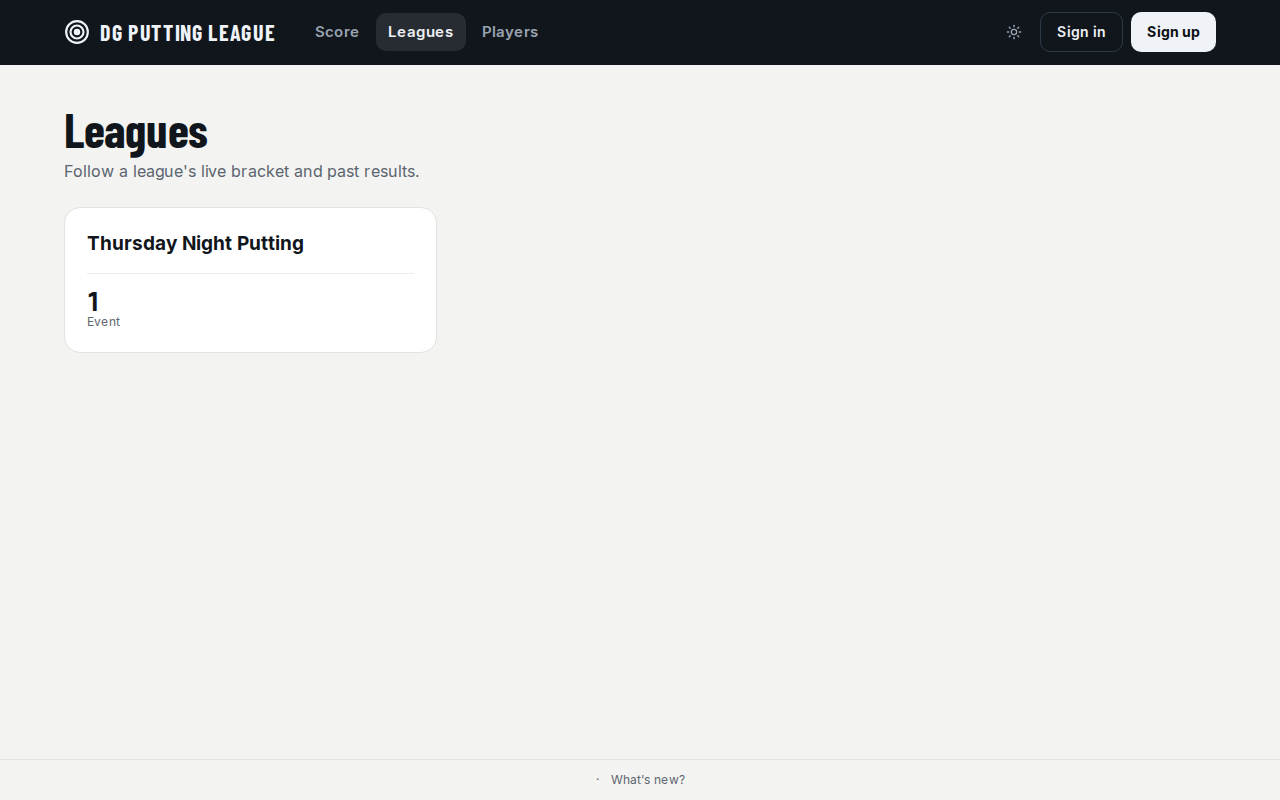 DG PUTTING LEAGUE
Score
Leagues
Players
Sign in
Sign up
Leagues
Follow a league's live bracket and past results.
Thursday Night Putting
1
Event
· What's new?